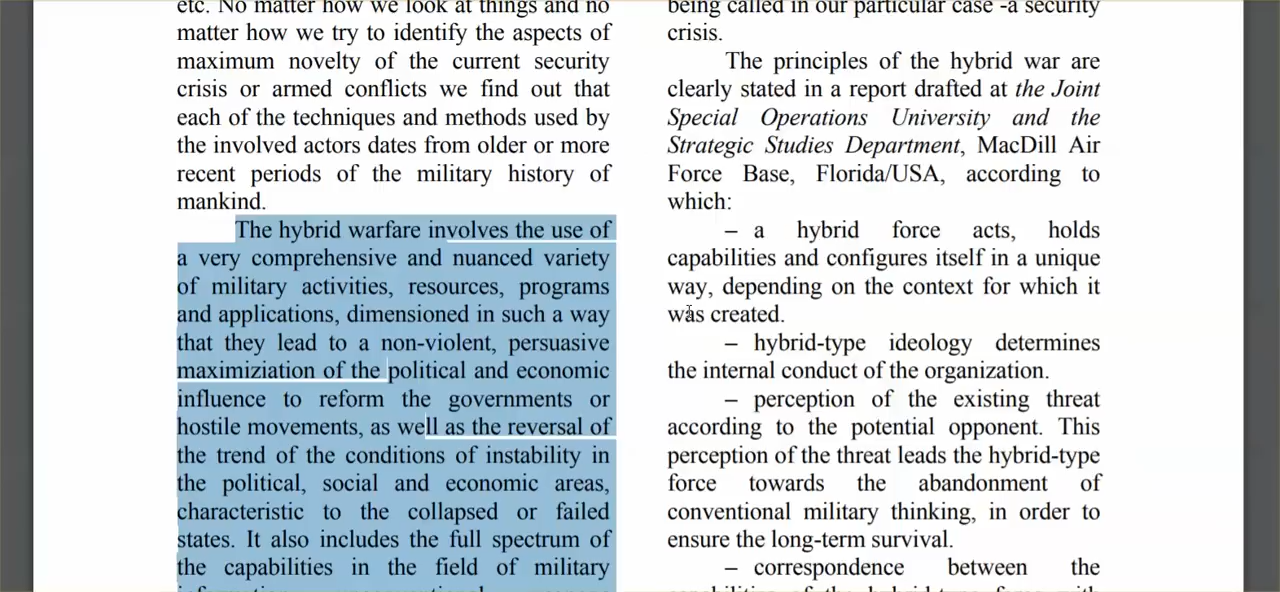 etc. No matter how we look at things and no
matter how we try to identify the aspects of
maximum novelty of the current security
crisis or armed conflicts we find out that
each of the techniques and methods used by
the involved actors dates from older or more
recent periods of the military history of
mankind.
The hybrid warfare involves the use of
a very comprehensive and nuanced variety
of military activities, resources, programs
and applications, dimensioned in such a way
that they lead to a non-violent, persuasive
maximiziation of the political and economic
influence to reform the governments or
hostile movements, as well as the reversal of
the trend of the conditions of instability in
the political, social and economic areas,
characteristic to the collapsed or failed
states. It also includes the full spectrum of
the capabilities in the field of military
being called in our particular case -a security
crisis.
The principles of the hybrid war are
clearly stated in a report drafted at the Joint
Special Operations University and the
Strategic Studies Department, MacDill Air
Force Base, Florida/USA, according to
which:
– a hybrid force acts, holds
capabilities and configures itself in a unique
way, depending on the context for which it
was created.
– hybrid-type ideology determines
the internal conduct of the organization.
– perception of the existing threat
according to the potential opponent. This
perception of the threat leads the hybrid-type
force towards the abandonment of
conventional military thinking, in order to
ensure the long-term survival.
– correspondence between the